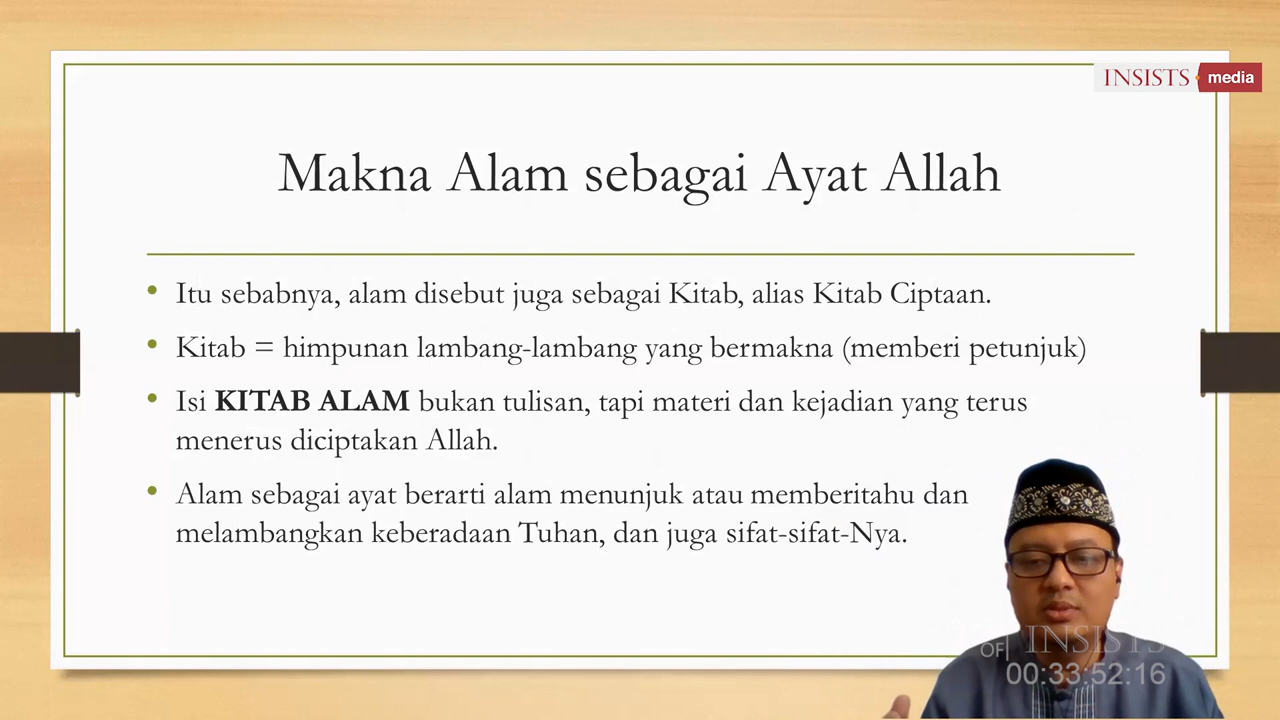 INSISTS media
Makna Alam sebagai Ayat Allah
• Itu sebabnya, alam disebut juga sebagai Kitab, alias Kitab Ciptaan.
• Kitab = himpunan lambang-lambang yang bermakna (memberi petunjuk)
• Isi KITAB ALAM bukan tulisan, tapi materi dan kejadian yang terus
menerus diciptakan Allah.
• Alam sebagai ayat berarti alam menunjuk atau memberitahu dan
melambangkan keberadaan Tuhan, dan juga sifat-sifat-Nya.
OF| INSISTS
00:33:52:16